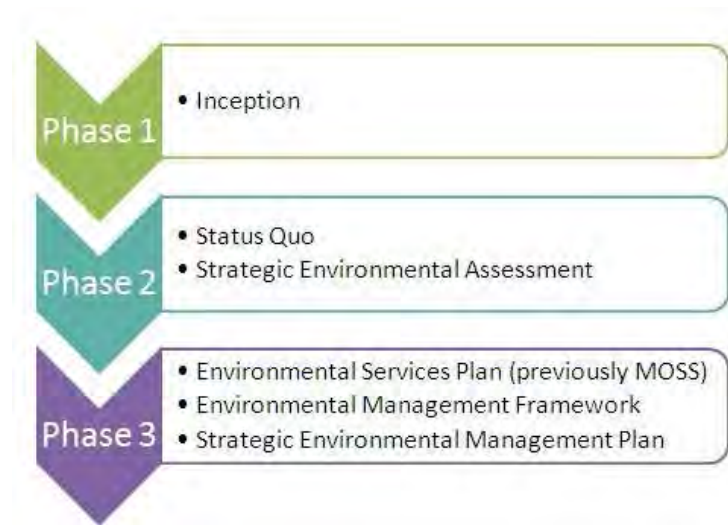 Phase 1
• Inception
Phase 2
• Status Quo
• Strategic Environmental Assessment
Phase 3
• Environmental Services Plan (previously MOSS)
• Environmental Management Framework
• Strategic Environmental Management Plan